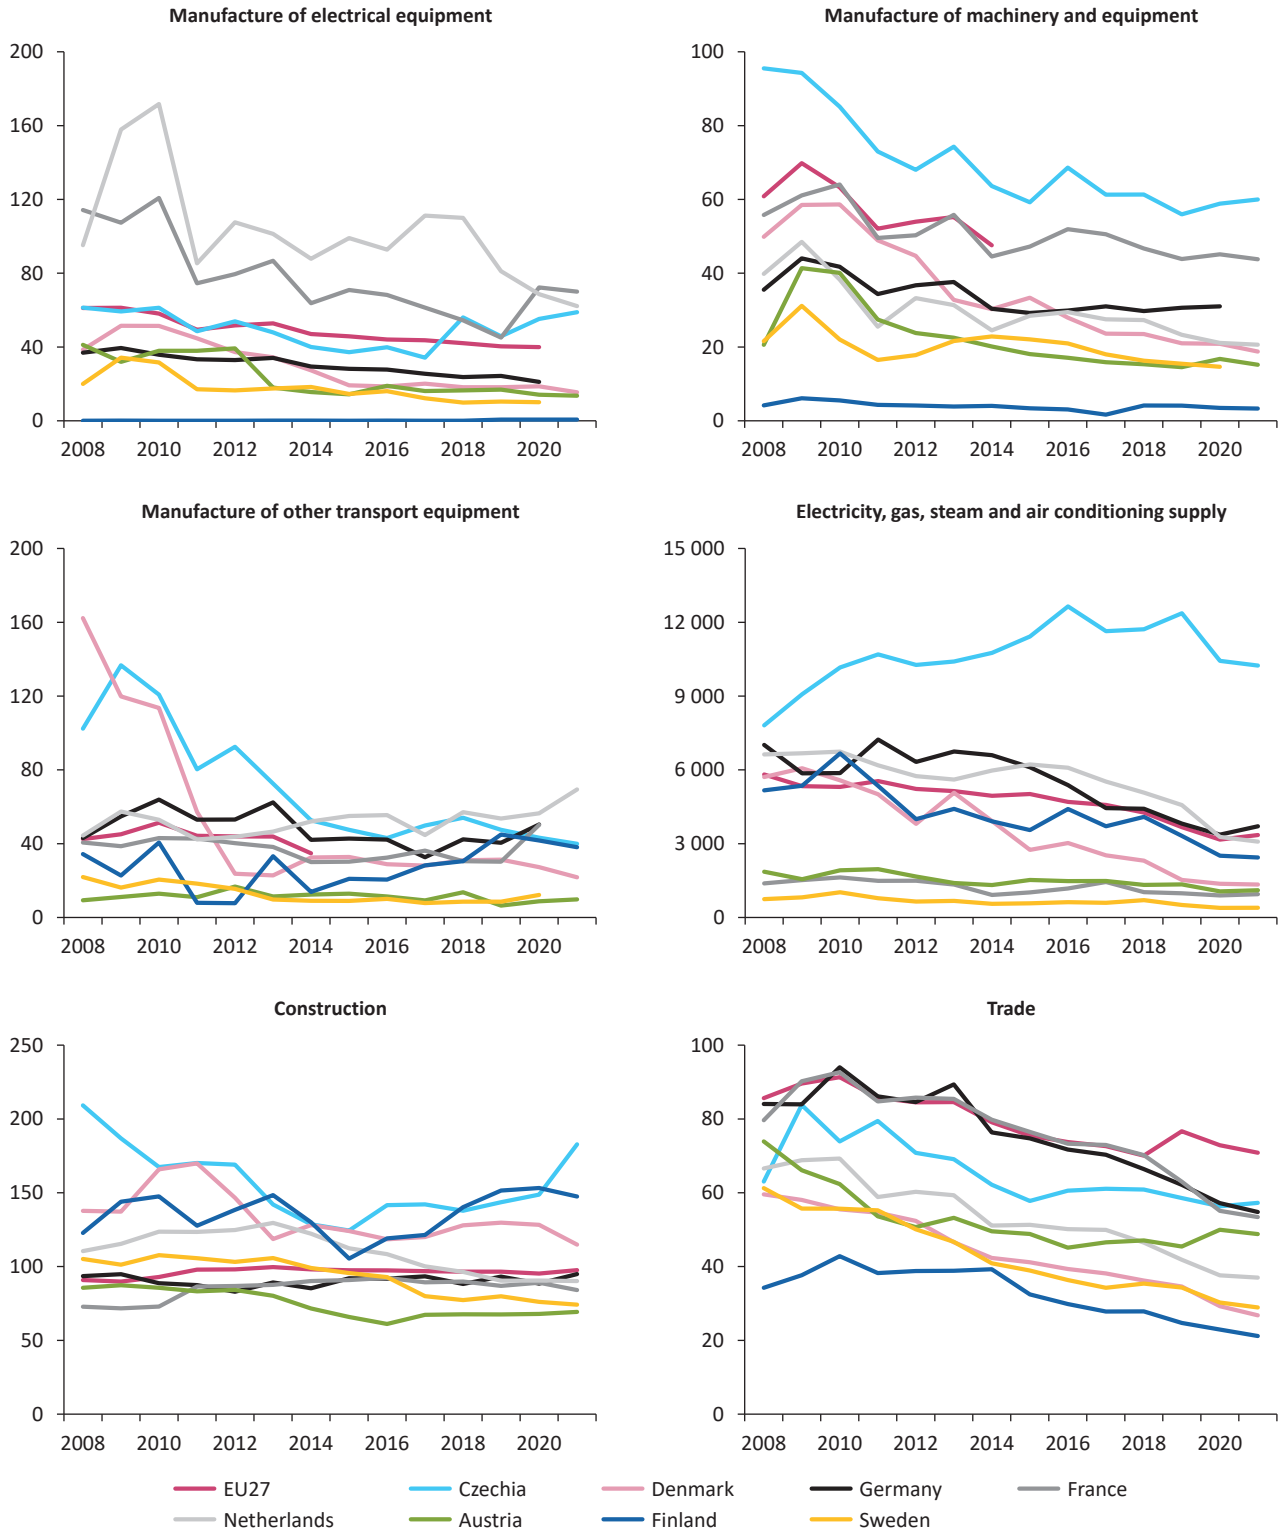 Manufacture of electrical equipment
Manufacture of machinery and equipment
200
160
120
80
40
0
2008 2010 2012 2014 2016 2018 2020
100
80
60
40
20
0
2008 2010 2012 2014 2016 2018 2020
Manufacture of other transport equipment
Electricity, gas, steam and air conditioning supply
200
160
120
80
40
0
2008 2010 2012 2014 2016 2018 2020
15 000
12 000
9 000
6 000
3 000
0
2008 2010 2012 2014 2016 2018 2020
Construction
Trade
250
200
150
100
50
0
2008 2010 2012 2014 2016 2018 2020
100
80
60
40
20
0
2008 2010 2012 2014 2016 2018 2020
EU27 Czechia Denmark Germany France
Netherlands Austria Finland Sweden